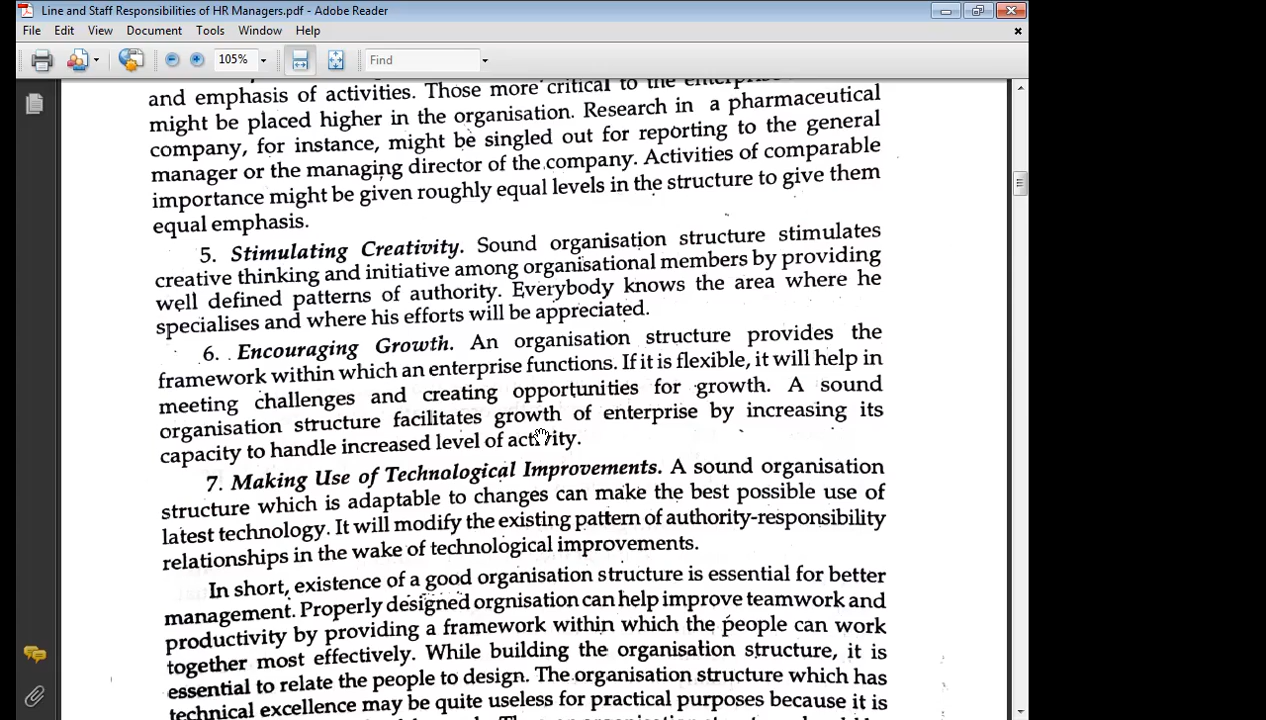 Line and Staff Responsibilities of HR Managers.pdf - Adobe Reader
File Edit View Document Tools Window Help
105% Find
and emphasis of activities. Those more critical to the
might be placed higher in the organisation. Research in a pharmaceutical
company, for instance, might be singled out for reporting to the general
manager or the managing director of the company. Activities of comparable
importance might be given roughly equal levels in the structure to give them
equal emphasis.
5. Stimulating Creativity. Sound organisation structure stimulates
creative thinking and initiative among organisational members by providing
well defined patterns of authority. Everybody knows the area where he
specialises and where his efforts will be appreciated.
6. Encouraging Growth. An organisation structure provides the
framework within which an enterprise functions. If it is flexible, it will help in
meeting challenges and creating opportunities for growth. A sound
organisation structure facilitates growth of enterprise by increasing its
capacity to handle increased level of activity.
7. Making Use of Technological Improvements. A sound organisation
structure which is adaptable to changes can make the best possible use of
latest technology. It will modify the existing pattern of authority-responsibility
relationships in the wake of technological improvements.
In short, existence of a good organisation structure is essential for better
management. Properly designed orgnisation can help improve teamwork and
productivity by providing a framework within which the people can work
together most effectively. While building the organisation structure, it is
essential to relate the people to design. The organisation structure which has
technical excellence may be quite useless for practical purposes because it is